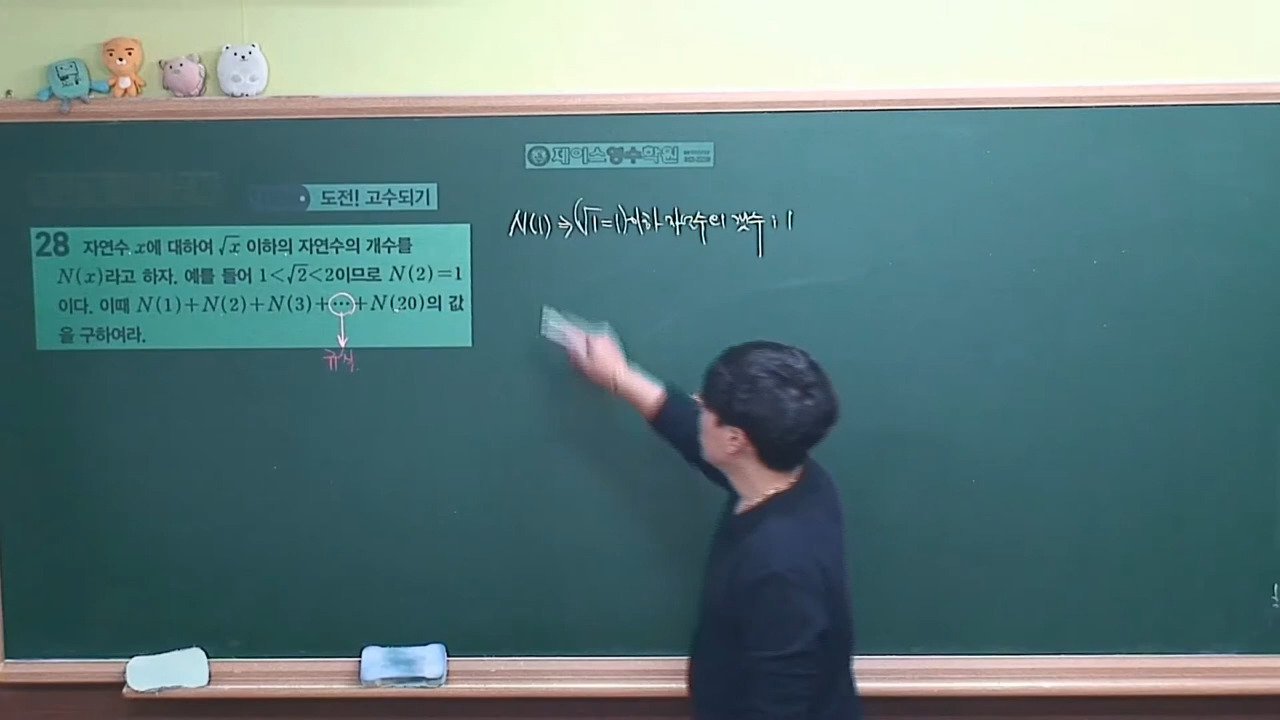 제이스영수학원
도전! 고수되기
28 자연수 x에 대하여 √x 이하의 자연수의 개수를
N(x)라고 하자. 예를 들어 1<√2<2이므로 N(2)=1
이다. 이때 N(1)+N(2)+N(3)+⋯+N(20)의 값
을 구하여라.
규칙
N(1) ⇒ (√1=1)이하 자연수의 갯수 : 1